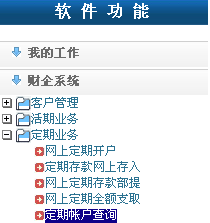 软件功能
我的工作
财企系统
客户管理
活期业务
定期业务
网上定期开户
定期存款网上存入
网上定期存款部提
网上定期全额支取
定期帐户查询